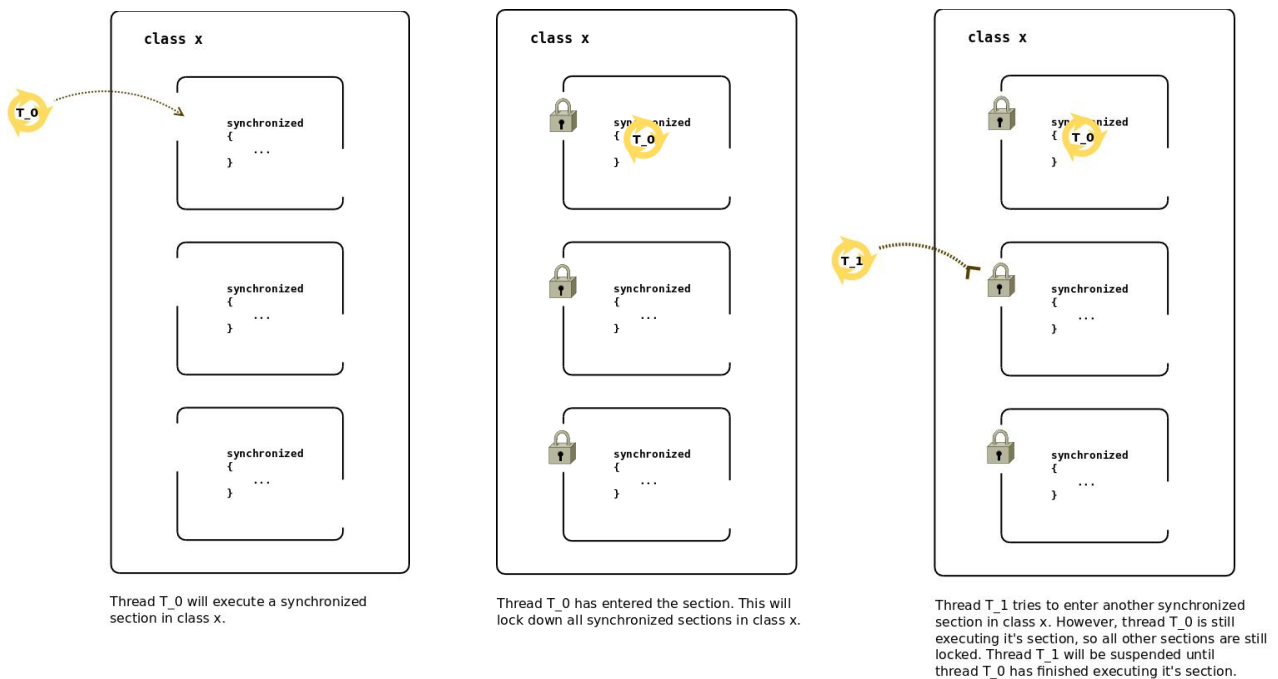 class x
T_0
synchronized
{
...
}
synchronized
{
...
}
synchronized
{
...
}
Thread T_0 will execute a synchronized
section in class x.
class x
T_0
{
}
synchronized
{
...
}
synchronized
{
...
}
Thread T_0 has entered the section. This will
lock down all synchronized sections in class x.
class x
T_0
{
}
T_1
synchronized
{
...
}
synchronized
{
...
}
Thread T_1 tries to enter another synchronized
section in class x. However, thread T_0 is still
executing it's section, so all other sections are still
locked. Thread T_1 will be suspended until
thread T_0 has finished executing it's section.